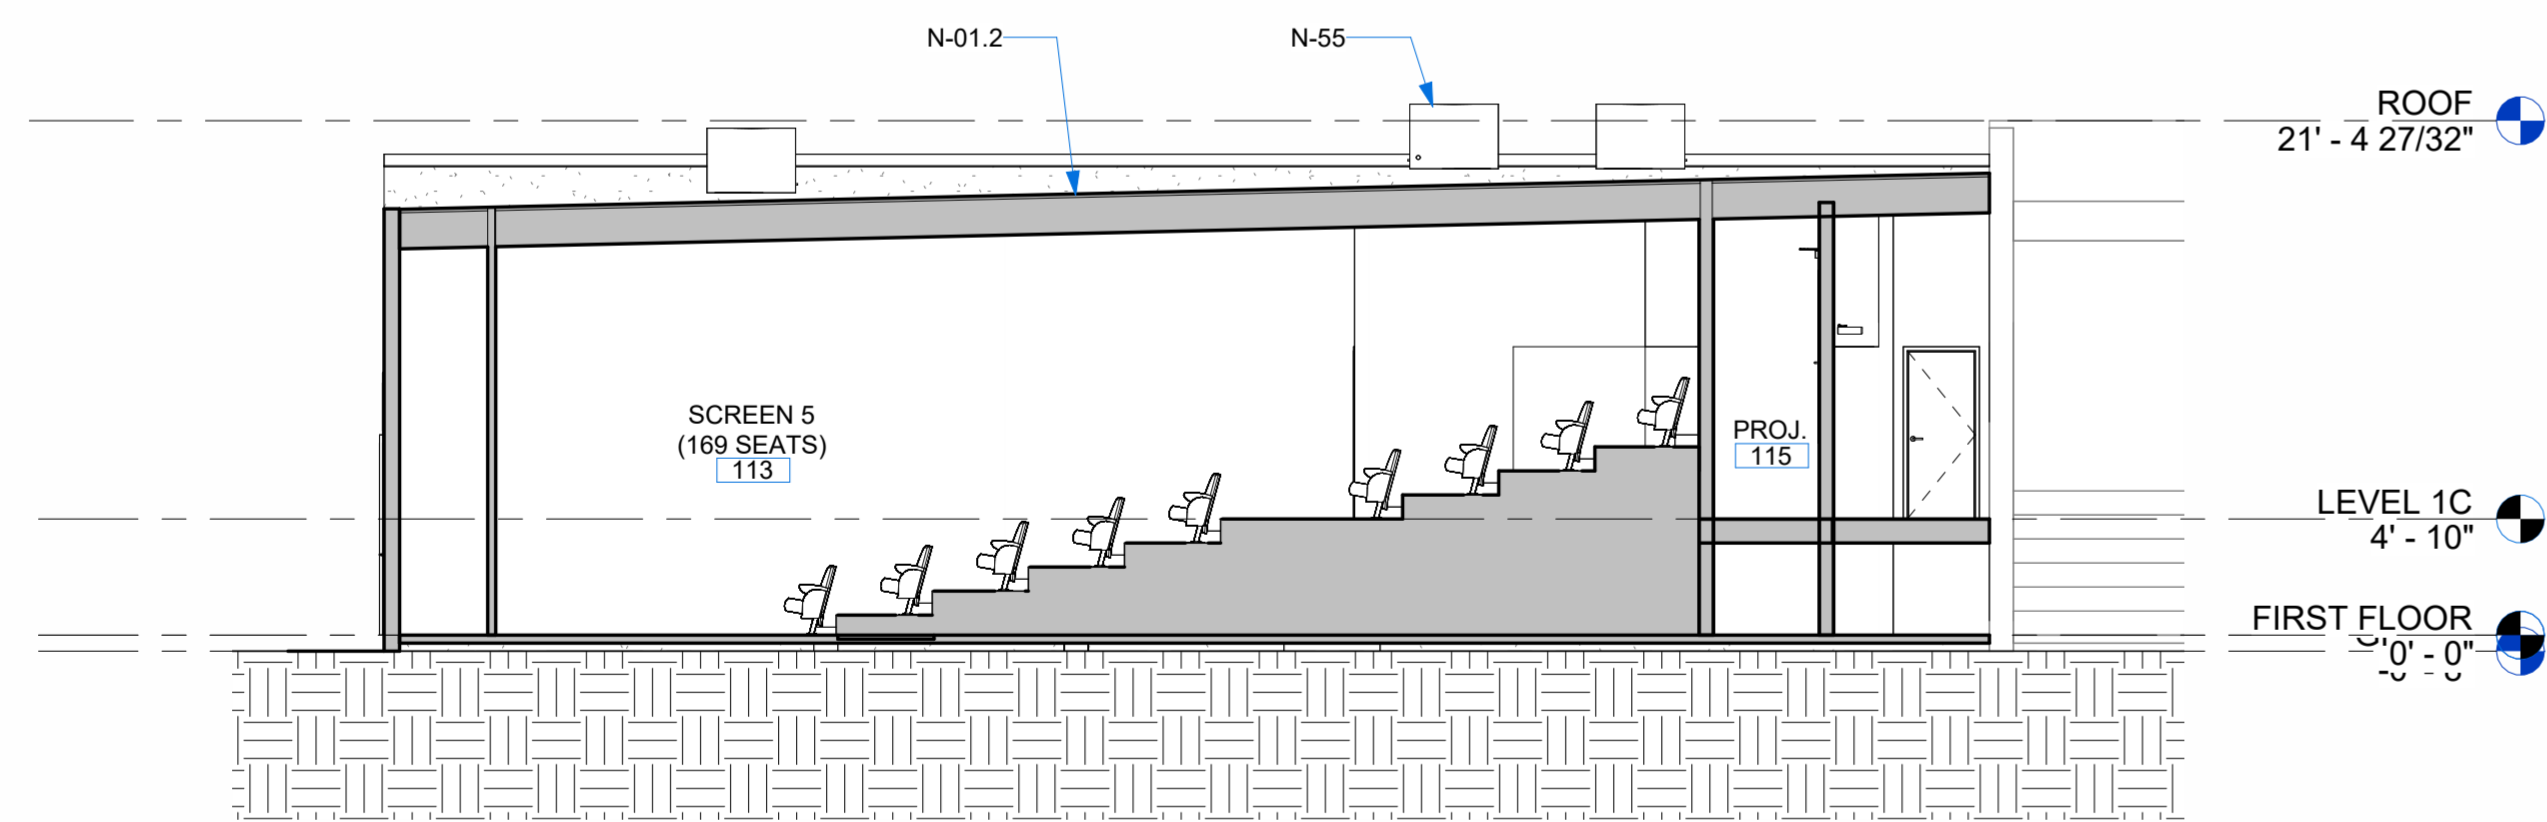 N-01.2
N-55
ROOF
21' - 4 27/32"
SCREEN 5
(169 SEATS)
113
PROJ.
115
LEVEL 1C
4' - 10"
FIRST FLOOR
0' - 0"